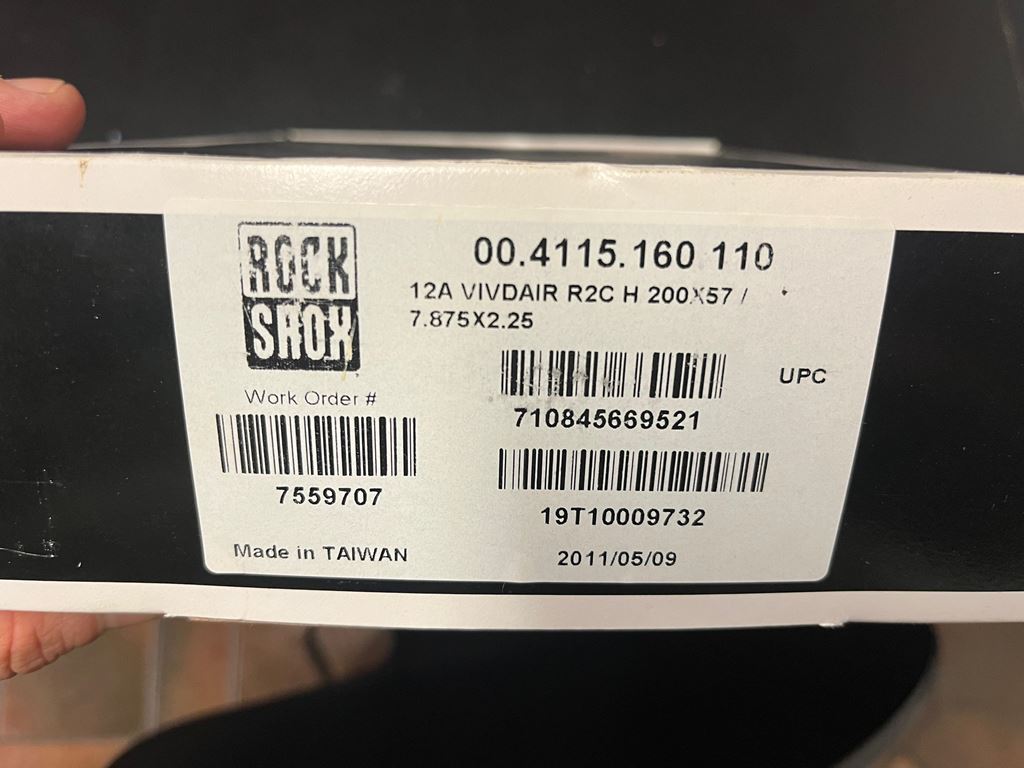 ROCK
SHOX
00.4115.160.110
12A VIVDAIR R2C H 200X57 /
7.875X2.25
UPC
710845669521
Work Order #
7559707
19T10009732
Made in TAIWAN
2011/05/09